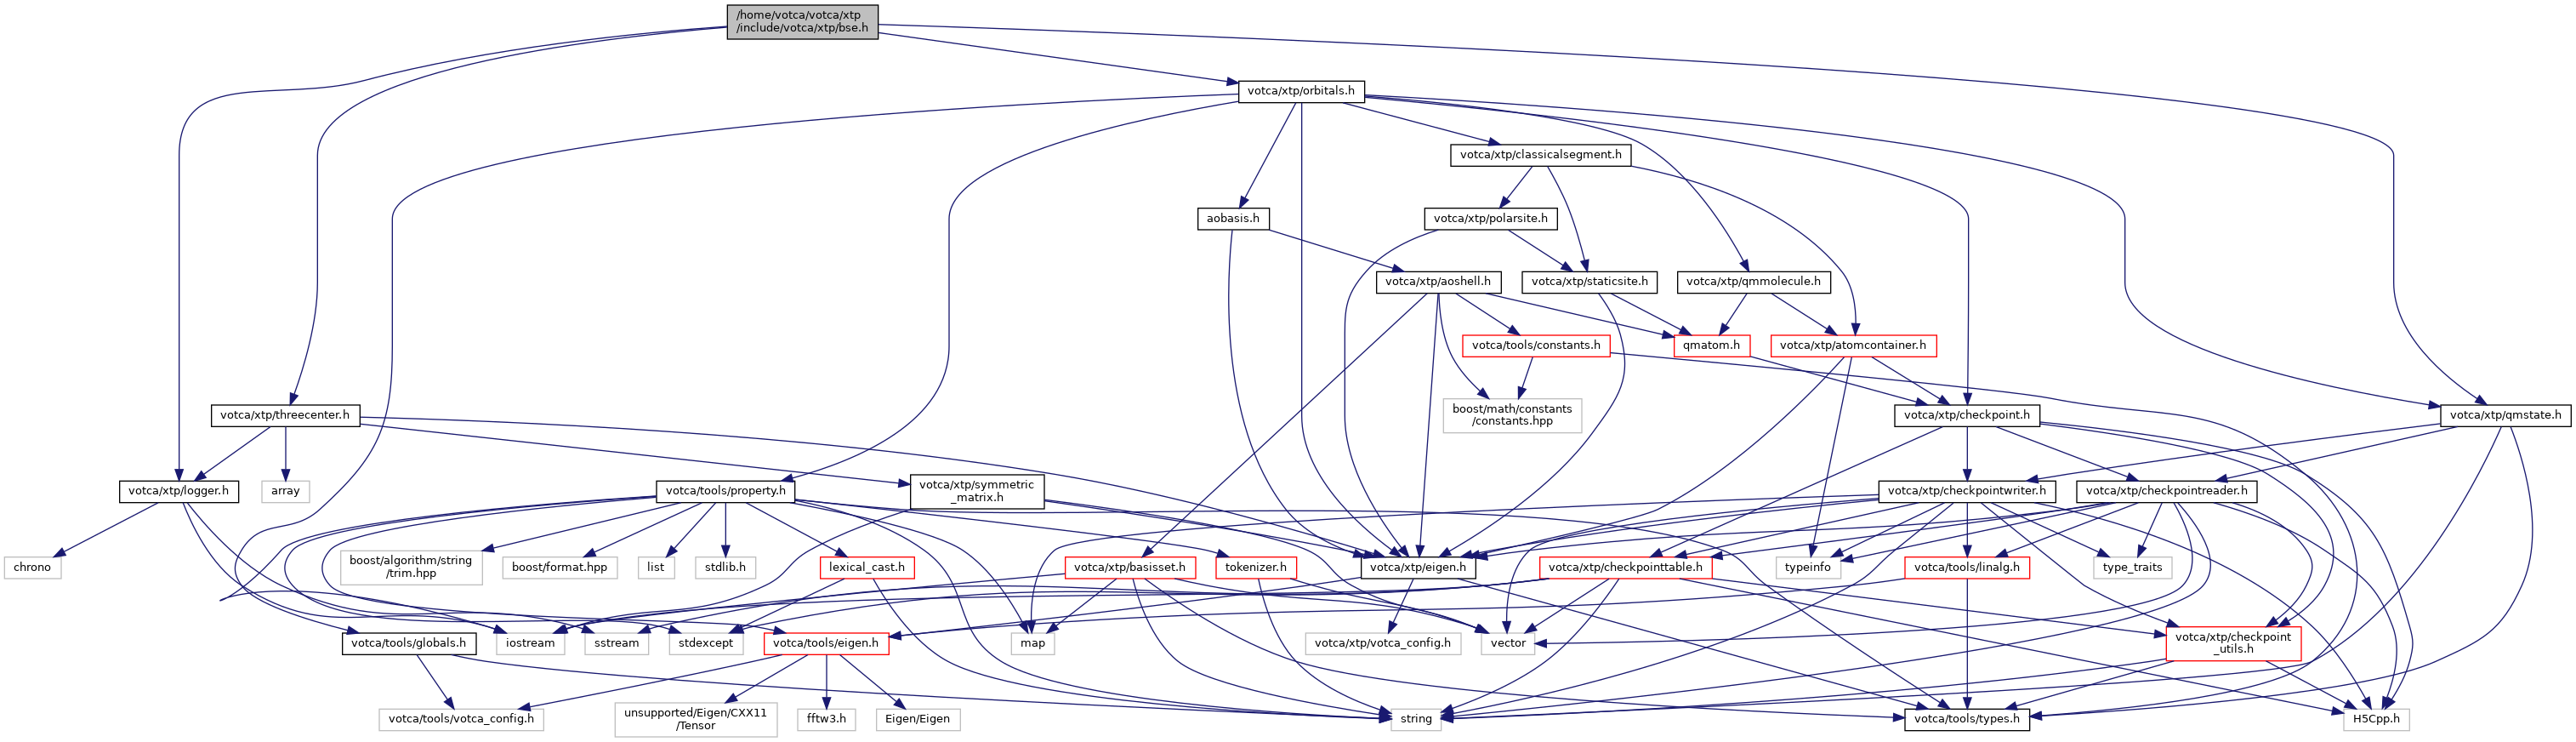 /home/votca/votca/xtp
/include/votca/xtp/bse.h
votca/xtp/orbitals.h
votca/xtp/classicalsegment.h
aobasis.h
votca/xtp/polarsite.h
votca/xtp/aoshell.h
votca/xtp/staticsite.h
votca/xtp/qmmolecule.h
votca/tools/constants.h
qmatom.h
votca/xtp/atomcontainer.h
votca/xtp/threecenter.h
boost/math/constants
/constants.hpp
votca/xtp/checkpoint.h
votca/xtp/qmstate.h
votca/xtp/logger.h
array
votca/tools/property.h
votca/xtp/symmetric
_matrix.h
votca/xtp/checkpointwriter.h
votca/xtp/checkpointreader.h
chrono
boost/algorithm/string
/trim.hpp
boost/format.hpp
list
stdlib.h
lexical_cast.h
votca/xtp/basisset.h
tokenizer.h
votca/xtp/eigen.h
votca/xtp/checkpointtable.h
typeinfo
votca/tools/linalg.h
type_traits
votca/tools/globals.h
iostream
sstream
stdexcept
votca/tools/eigen.h
map
votca/xtp/votca_config.h
vector
votca/xtp/checkpoint
_utils.h
votca/tools/votca_config.h
unsupported/Eigen/CXX11
/Tensor
fftw3.h
Eigen/Eigen
string
votca/tools/types.h
H5Cpp.h